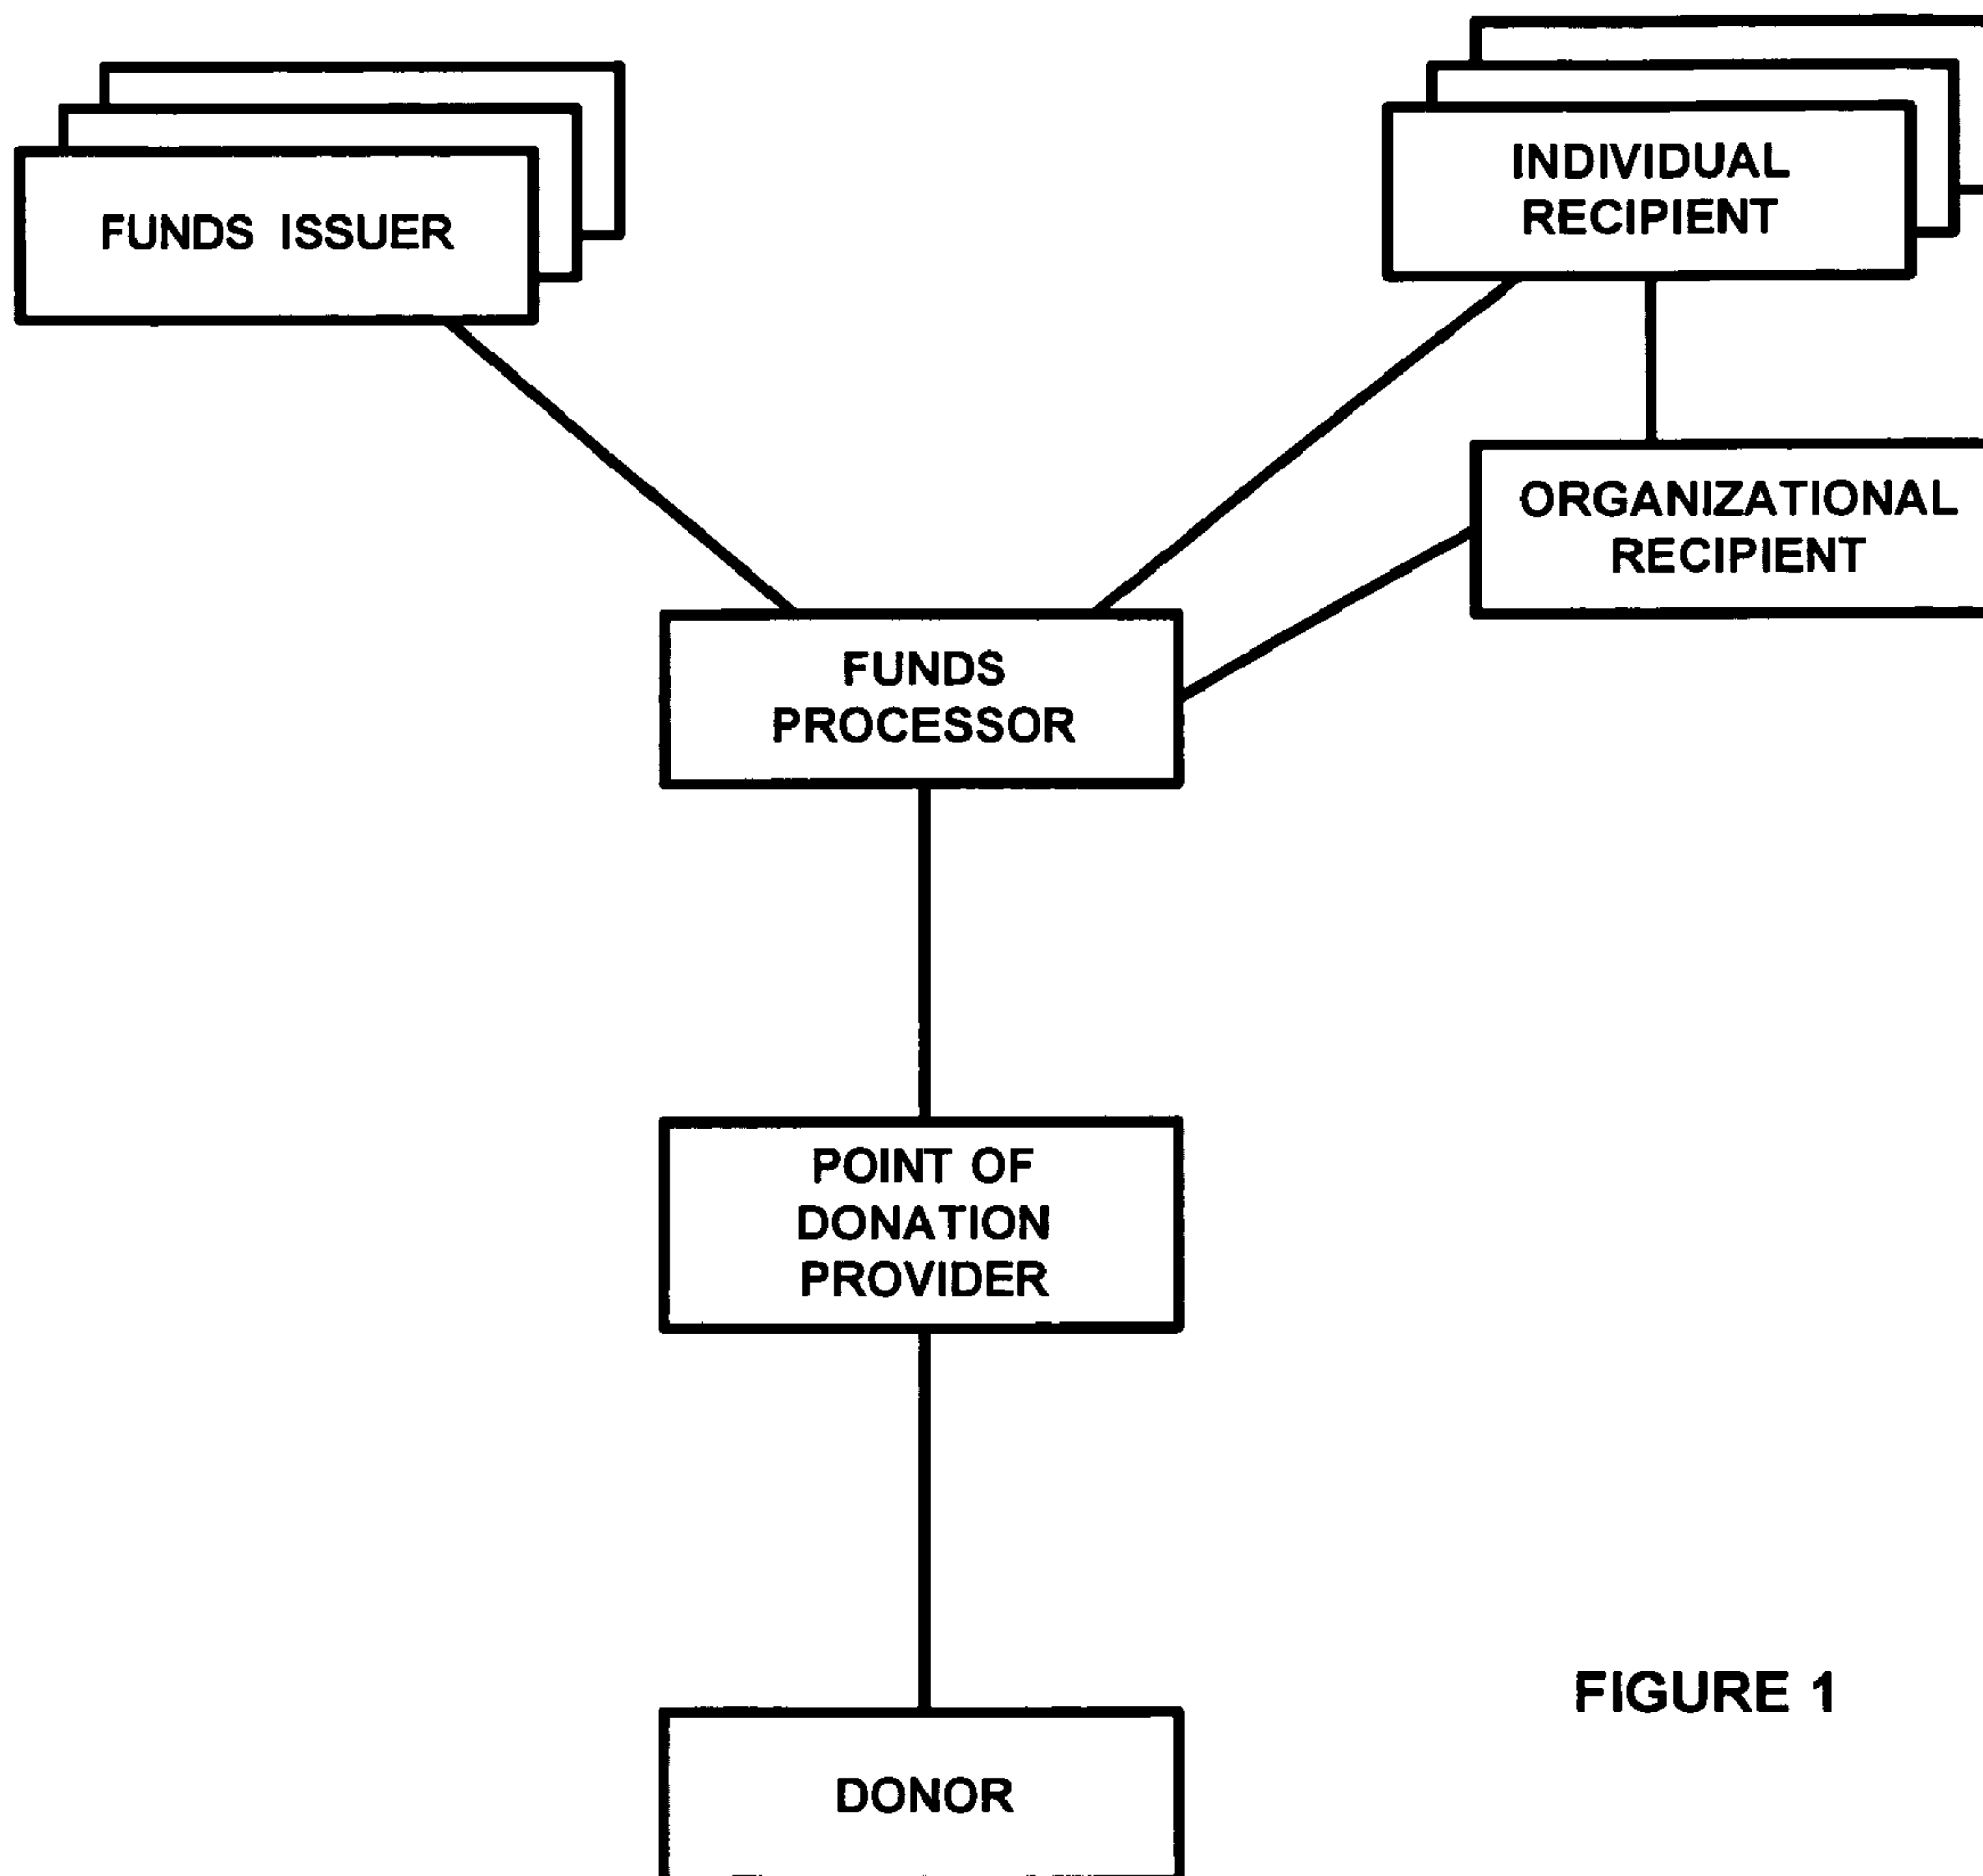 INDIVIDUAL
RECIPIENT
FUNDS ISSUER
ORGANIZATIONAL
RECIPIENT
FUNDS
PROCESSOR
POINT OF
DONATION
PROVIDER
FIGURE 1
DONOR